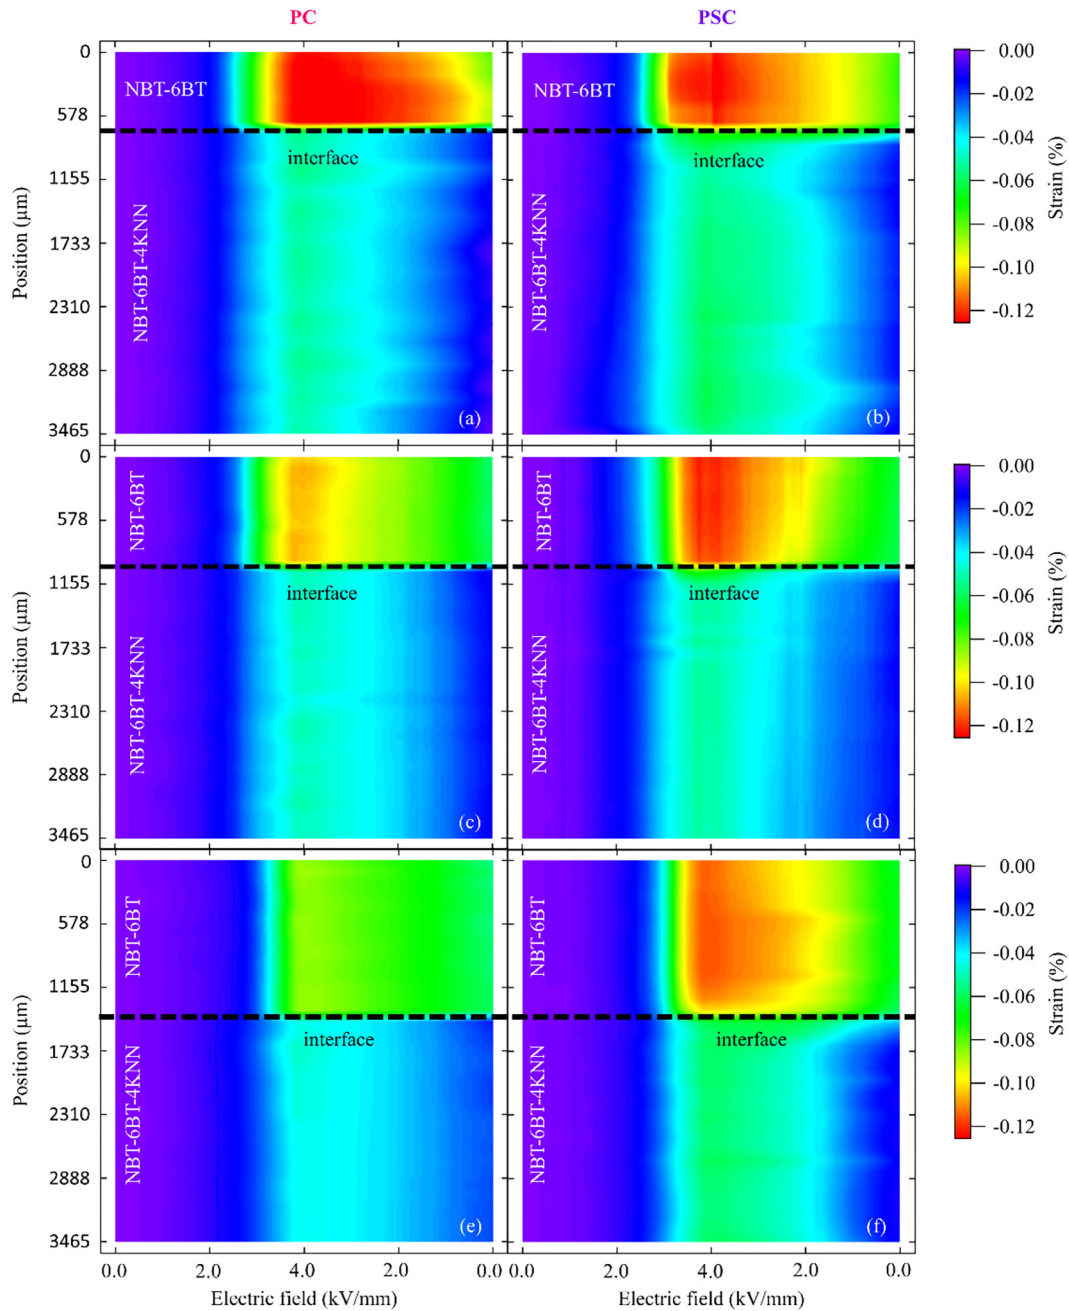 PC
PSC
0
578
1155
1733
2310
2888
3465
Position (μm)
NBT-6BT
NBT-6BT-4KNN
interface
(a)
NBT-6BT
NBT-6BT-4KNN
interface
(b)
0.00
-0.02
-0.04
-0.06
-0.08
-0.10
-0.12
Strain (%)
0
578
1155
1733
2310
2888
3465
Position (μm)
NBT-6BT
NBT-6BT-4KNN
interface
(c)
NBT-6BT
NBT-6BT-4KNN
interface
(d)
0.00
-0.02
-0.04
-0.06
-0.08
-0.10
-0.12
Strain (%)
0
578
1155
1733
2310
2888
3465
Position (μm)
NBT-6BT
NBT-6BT-4KNN
interface
(e)
NBT-6BT
NBT-6BT-4KNN
interface
(f)
0.00
-0.02
-0.04
-0.06
-0.08
-0.10
-0.12
Strain (%)
0.0 2.0 4.0 2.0 0.0
0.0 2.0 4.0 2.0 0.0
Electric field (kV/mm)
Electric field (kV/mm)